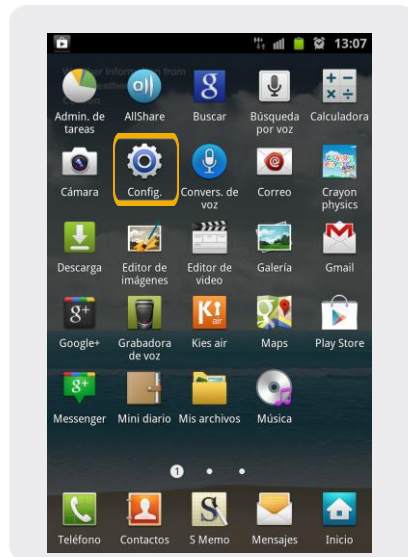 13:07
Admin. de
tareas
AllShare
Buscar
Búsqueda
por voz
Calculadora
Cámara
Config.
Convers. de
voz
Correo
Crayon
physics
Descarga
Editor de
imágenes
Editor de
video
Galería
Gmail
Google+
Grabadora
de voz
Kies air
Maps
Play Store
Messenger
Mini diario
Mis archivos
Música
1
Teléfono
Contactos
S Memo
Mensajes
Inicio